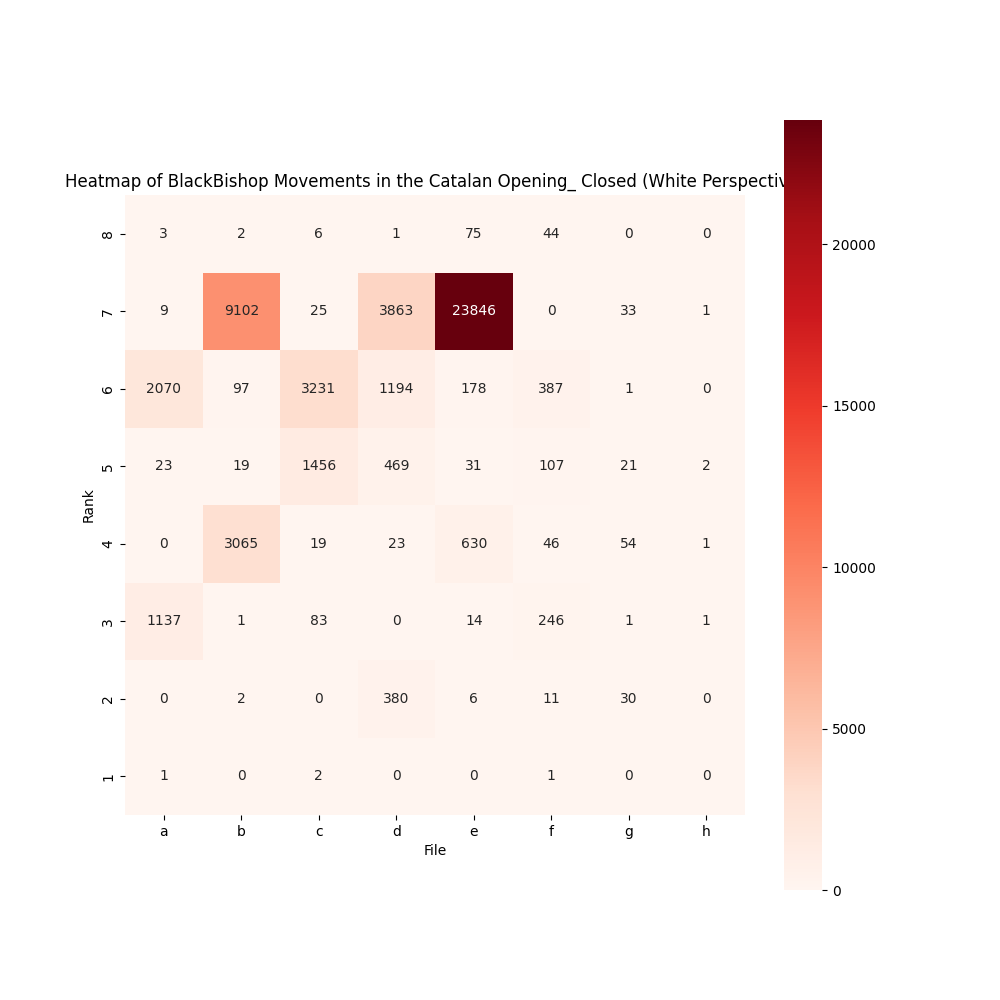 Heatmap of BlackBishop Movements in the Catalan Opening_ Closed (White Perspectiv
8 3 2 6 1 75 44 0 0
7 9 9102 25 3863 23846 0 33 1
6 2070 97 3231 1194 178 387 1 0
5 23 19 1456 469 31 107 21 2
4 0 3065 19 23 630 46 54 1
3 1137 1 83 0 14 246 1 1
2 0 2 0 380 6 11 30 0
1 1 0 2 0 0 1 0 0
Rank
a b c d e f g h
File
20000
15000
10000
5000
0